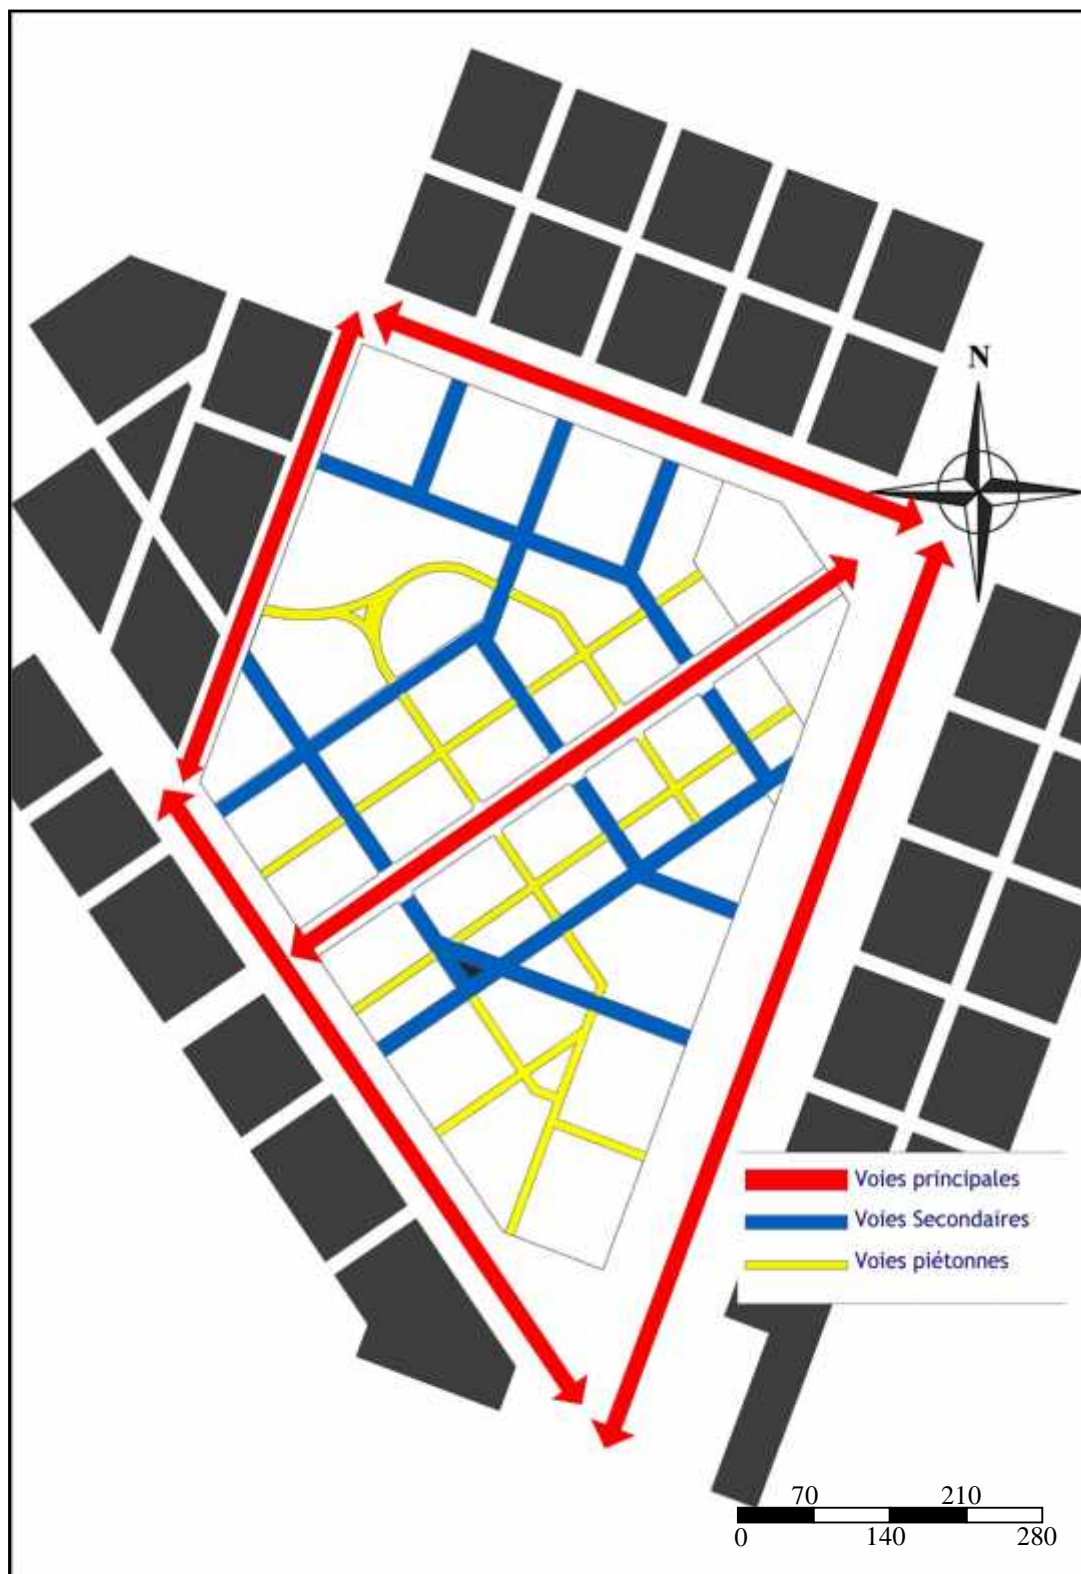 N
Voies principales
Voies Secondaires
Voies piétonnes
70 210
0 140 280